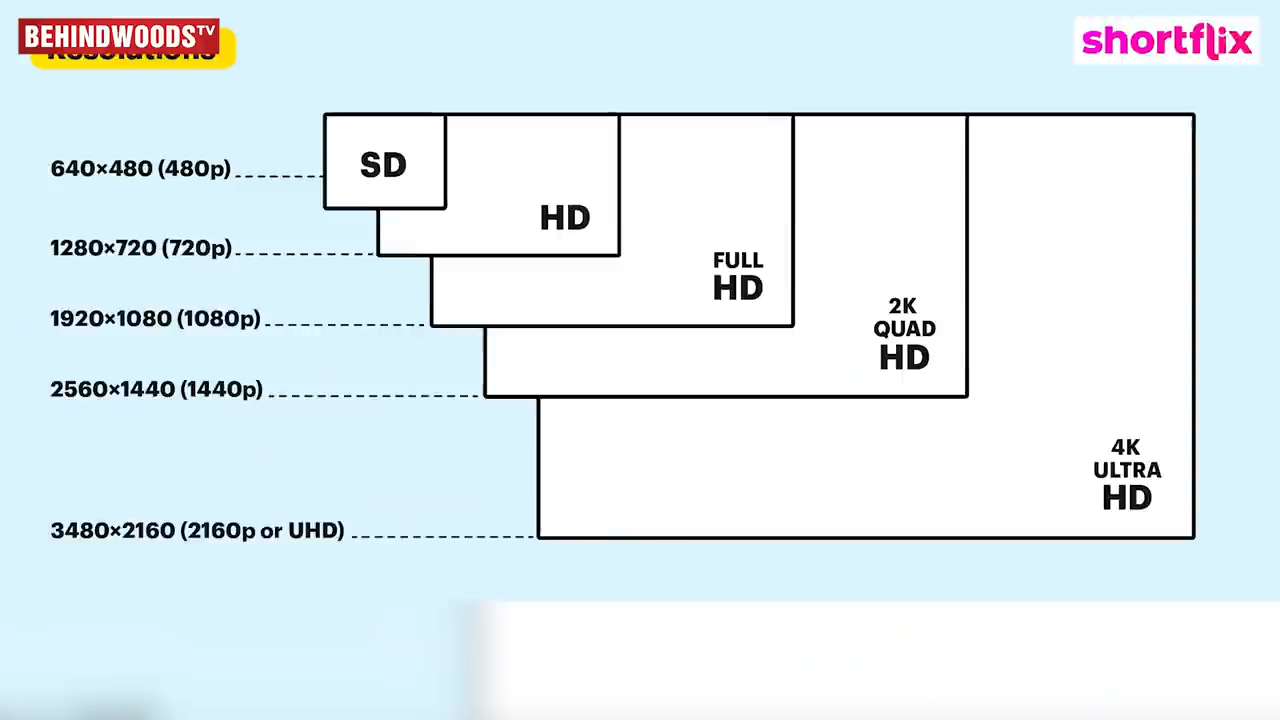 BEHINDWOODS TV
shortflix
Resolutions
640×480 (480p)
SD
1280×720 (720p)
HD
1920×1080 (1080p)
FULL
HD
2560×1440 (1440p)
2K
QUAD
HD
3480×2160 (2160p or UHD)
4K
ULTRA
HD